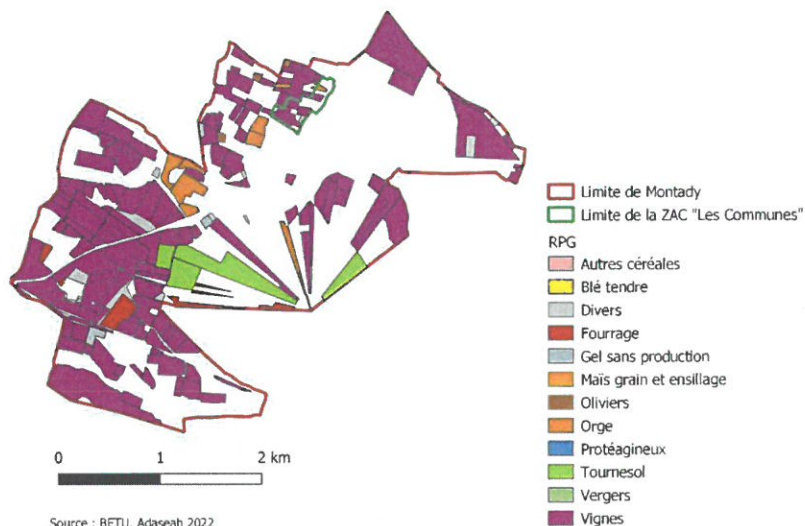 Limite de Montady
Limite de la ZAC "Les Communes"
RPG
Autres céréales
Blé tendre
Divers
Fourrage
Gel sans production
Maïs grain et ensillage
Oliviers
Orge
Protéagineux
Tournesol
Vergers
Vignes
0 1 2 km
Source : BETU, Adaseah 2022